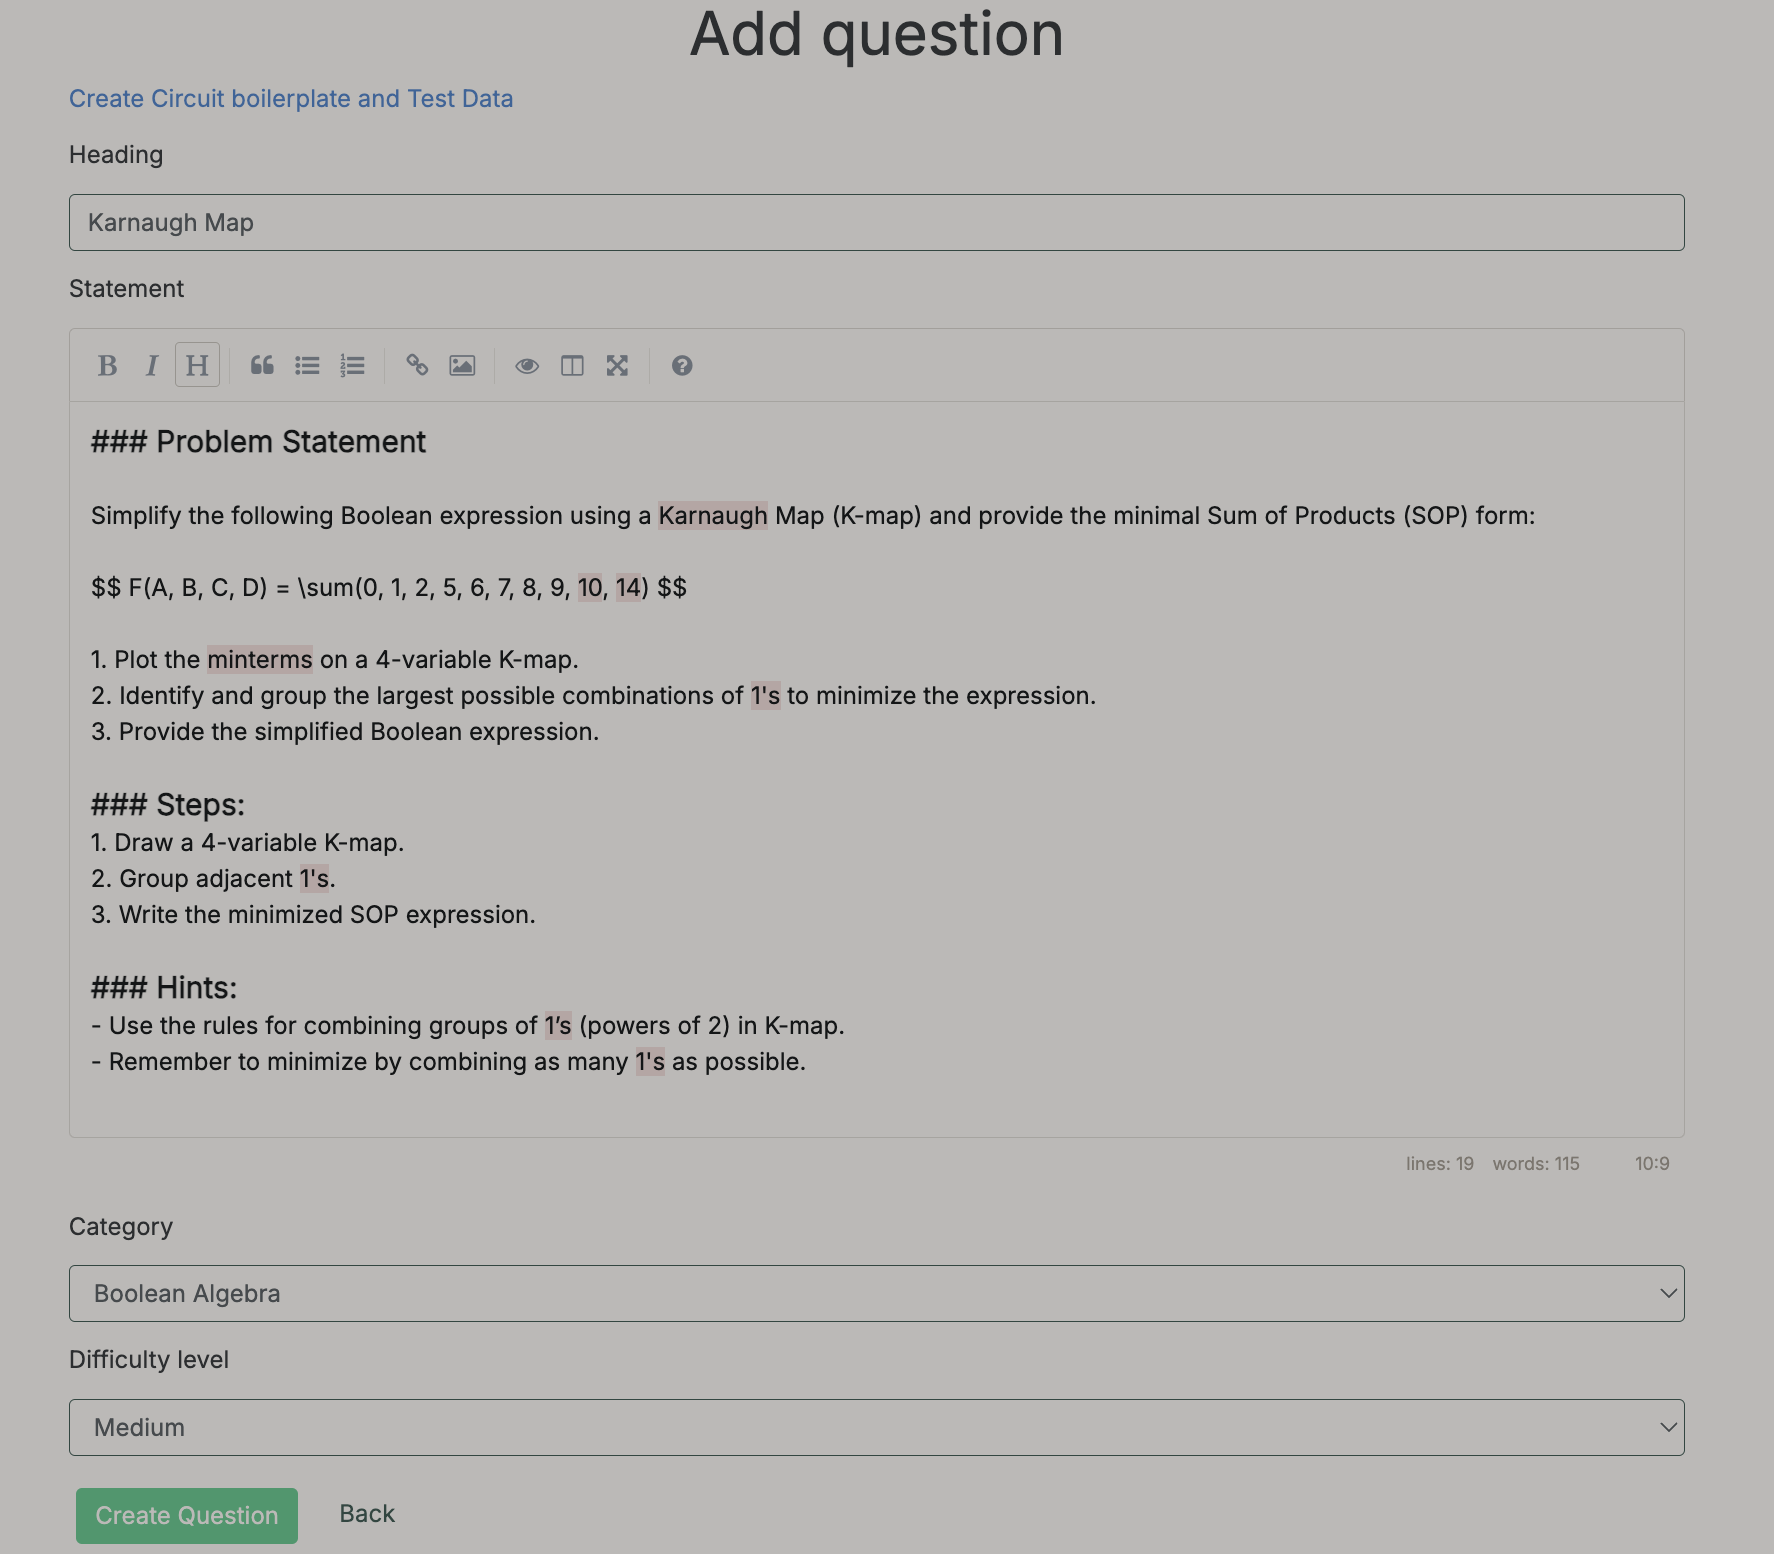 Add question
Create Circuit boilerplate and Test Data
Heading
Karnaugh Map
Statement
B I H
### Problem Statement
Simplify the following Boolean expression using a Karnaugh Map (K-map) and provide the minimal Sum of Products (SOP) form:
$$ F(A, B, C, D) = \sum(0, 1, 2, 5, 6, 7, 8, 9, 10, 14) $$
1. Plot the minterms on a 4-variable K-map.
2. Identify and group the largest possible combinations of 1's to minimize the expression.
3. Provide the simplified Boolean expression.
### Steps:
1. Draw a 4-variable K-map.
2. Group adjacent 1's.
3. Write the minimized SOP expression.
### Hints:
- Use the rules for combining groups of 1’s (powers of 2) in K-map.
- Remember to minimize by combining as many 1's as possible.
lines: 19 words: 115 10:9
Category
Boolean Algebra
Difficulty level
Medium
Create Question Back